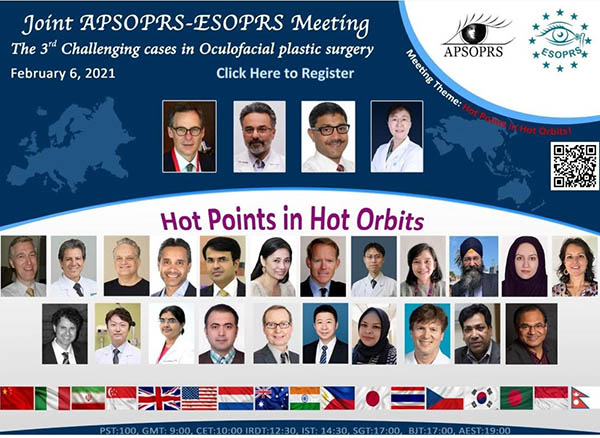 Joint APSOPRS-ESOPRS Meeting
The 3rd Challenging cases in Oculofacial plastic surgery
February 6, 2021
Click Here to Register
APSOPRS
ESOPRS
Meeting Theme: Hot Points in Hot Orbits!
Hot Points in Hot Orbits
PST:100, GMT: 9:00, CET:10:00 IRDT:12:30, IST: 14:30, SGT:17:00, BJT:17:00, AEST:19:00